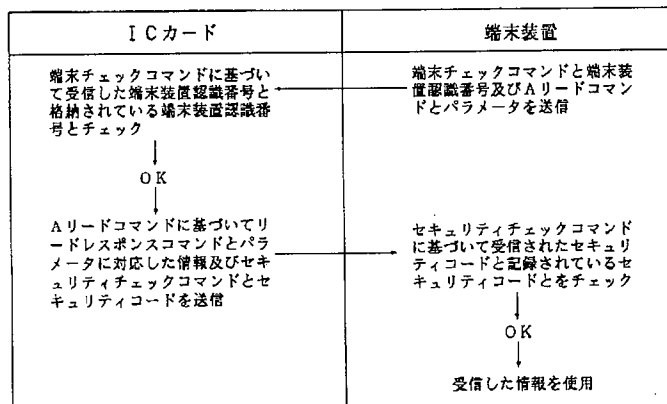 ICカード
端末装置
端末チェックコマンドに基づい
て受信した端末装置認識番号と
格納されている端末装置認識番
号とチェック
端末チェックコマンドと端末装
置認識番号及びAリードコマン
ドとパラメータを送信
OK
Aリードコマンドに基づいてリ
ードレスポンスコマンドとパラ
メータに対応した情報及びセキ
ュリティチェックコマンドとセ
キュリティコードを送信
セキュリティチェックコマンド
に基づいて受信されたセキュリ
ティコードと記録されているセ
キュリティコードとをチェック
OK
受信した情報を使用